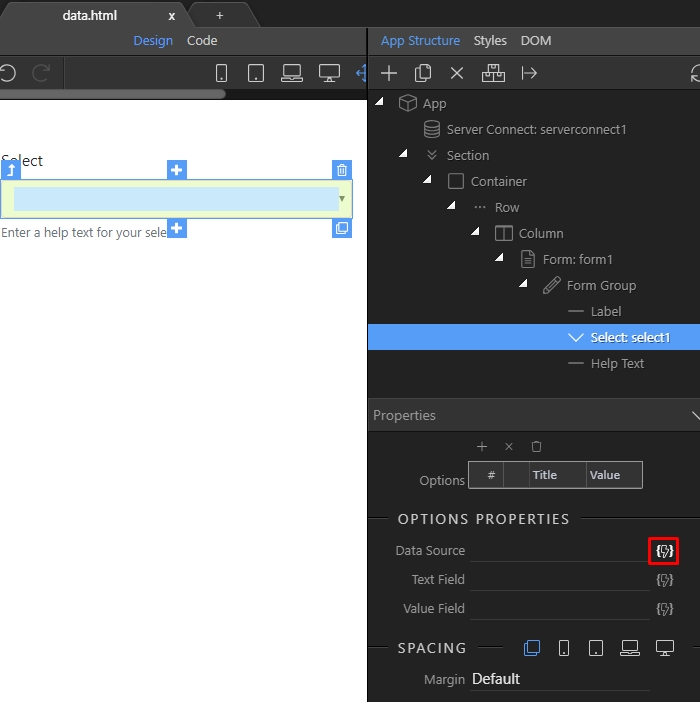 data.html x +
Design Code
Select
Enter a help text for your sele
App Structure Styles DOM
App
Server Connect: serverconnect1
Section
Container
Row
Column
Form: form1
Form Group
Label
Select: select1
Help Text
Properties
Options # Title Value
OPTIONS PROPERTIES
Data Source
Text Field
Value Field
SPACING
Margin Default